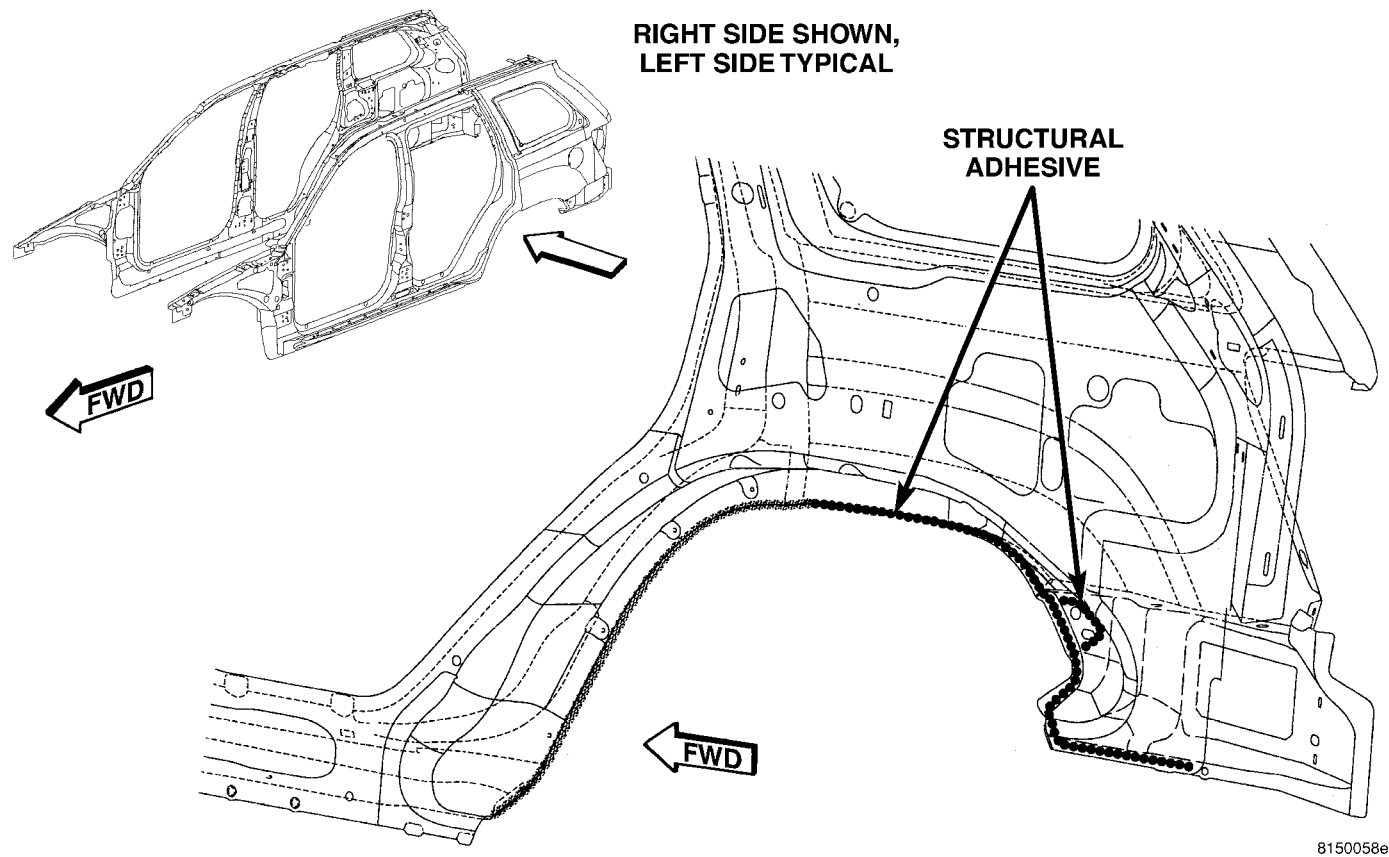 RIGHT SIDE SHOWN,
LEFT SIDE TYPICAL
STRUCTURAL
ADHESIVE
FWD
FWD
8150058e